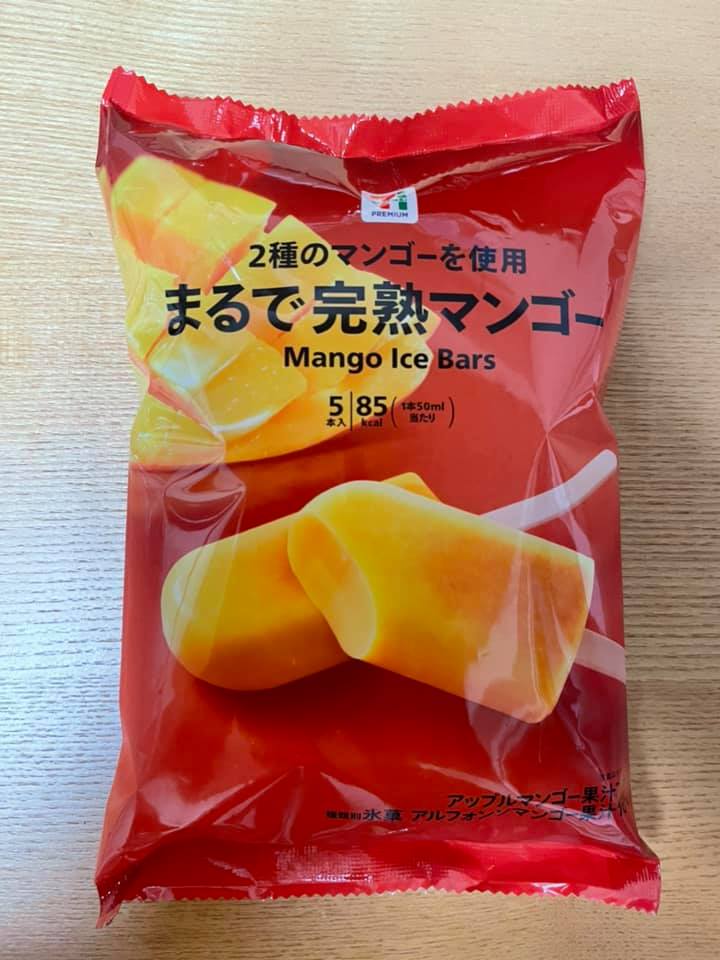 7
PREMIUM
2種のマンゴーを使用
まるで完熟マンゴー
Mango Ice Bars
5本入 85kcal (1本50ml当たり)
アップルマンゴー果汁
種類別 氷菓 アルフォンソマンゴー果汁